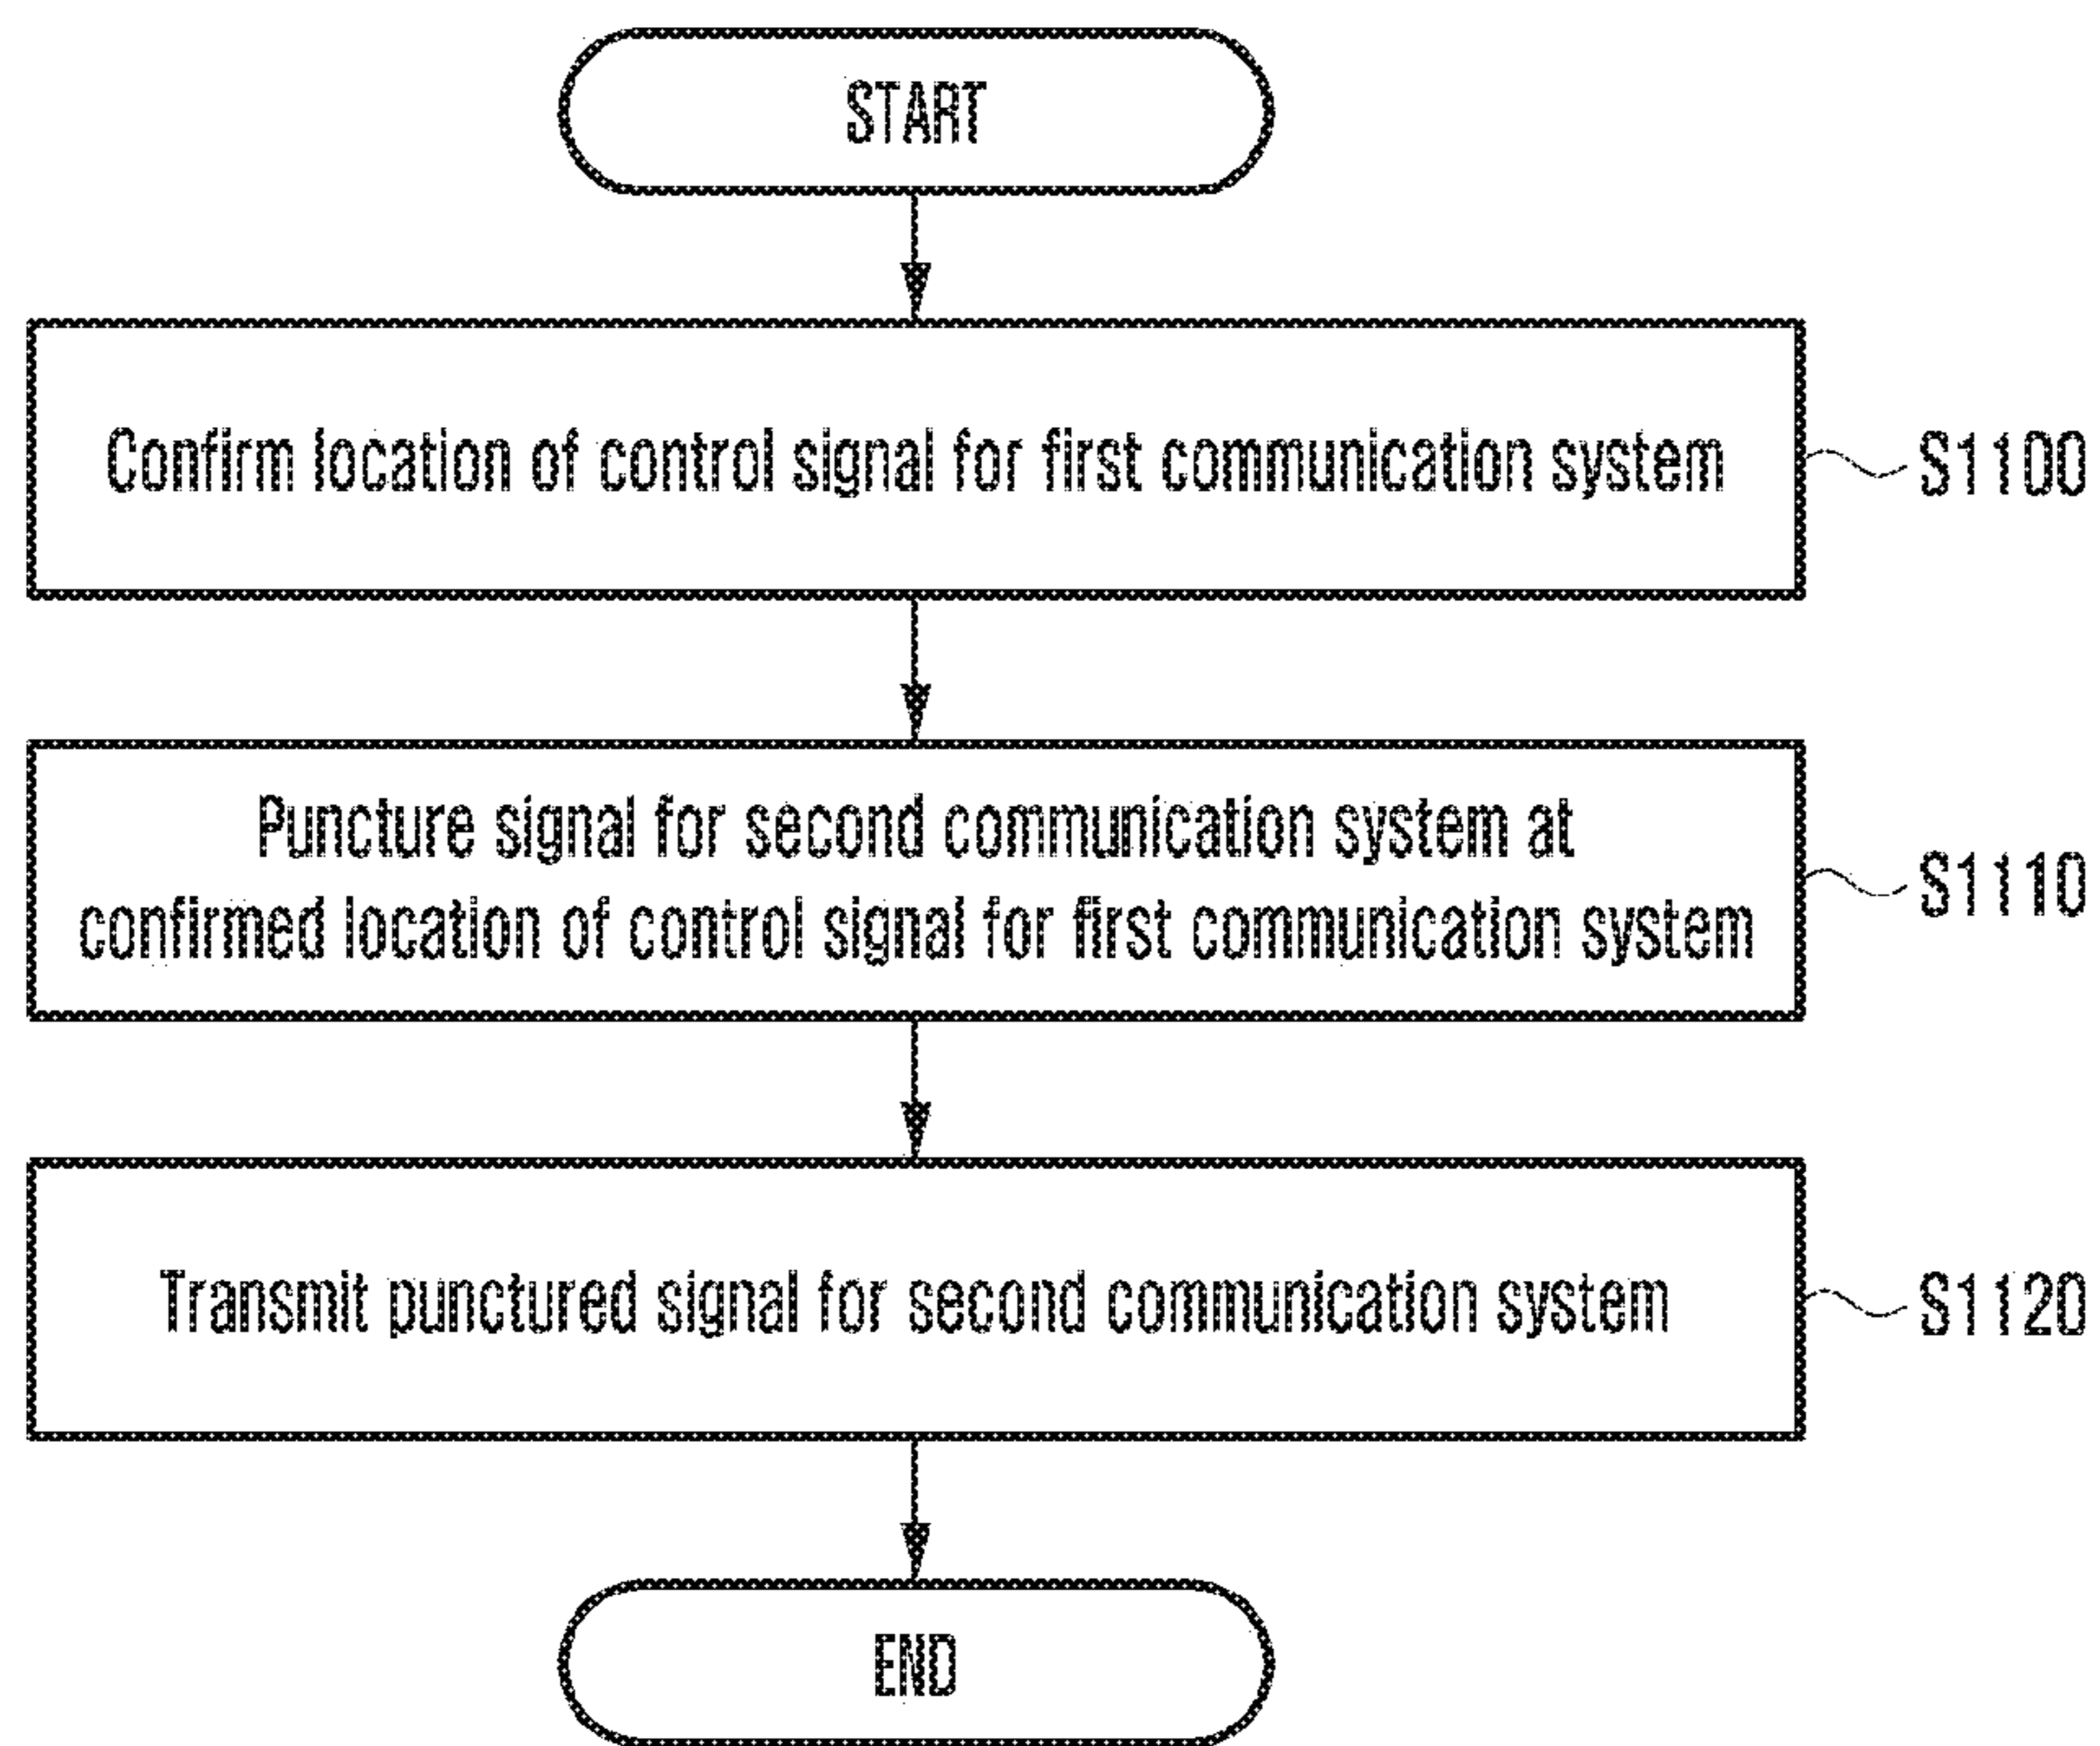 START
Confirm location of control signal for first communication system
S1100
Puncture signal for second communication system at
confirmed location of control signal for first communication system
S1110
Transmit punctured signal for second communication system
S1120
END